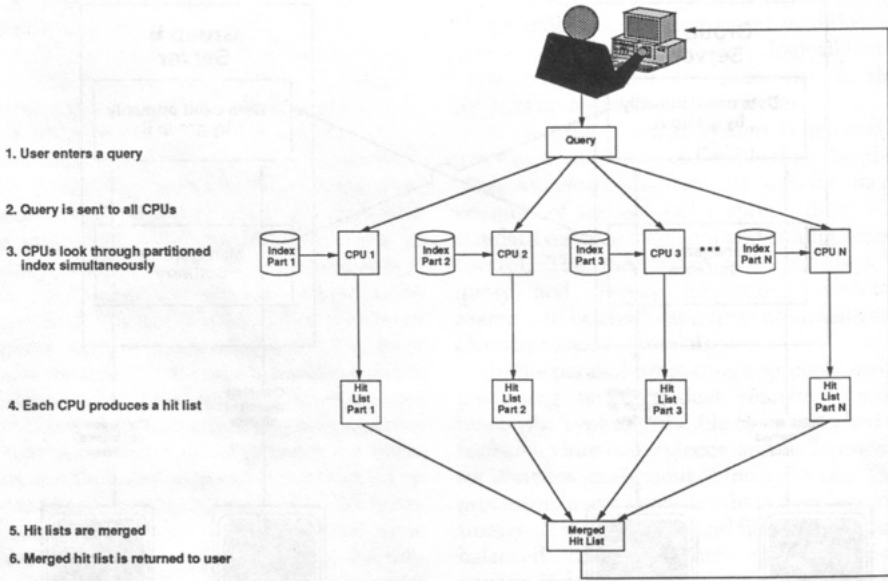 Query
1. User enters a query
2. Query is sent to all CPUs
3. CPUs look through partitioned
index simultaneously
Index
Part 1
CPU 1
Index
Part 2
CPU 2
Index
Part 3
CPU 3
•••
Index
Part N
CPU N
4. Each CPU produces a hit list
Hit
List
Part 1
Hit
List
Part 2
Hit
List
Part 3
Hit
List
Part N
5. Hit lists are merged
6. Merged hit list is returned to user
Merged
Hit List